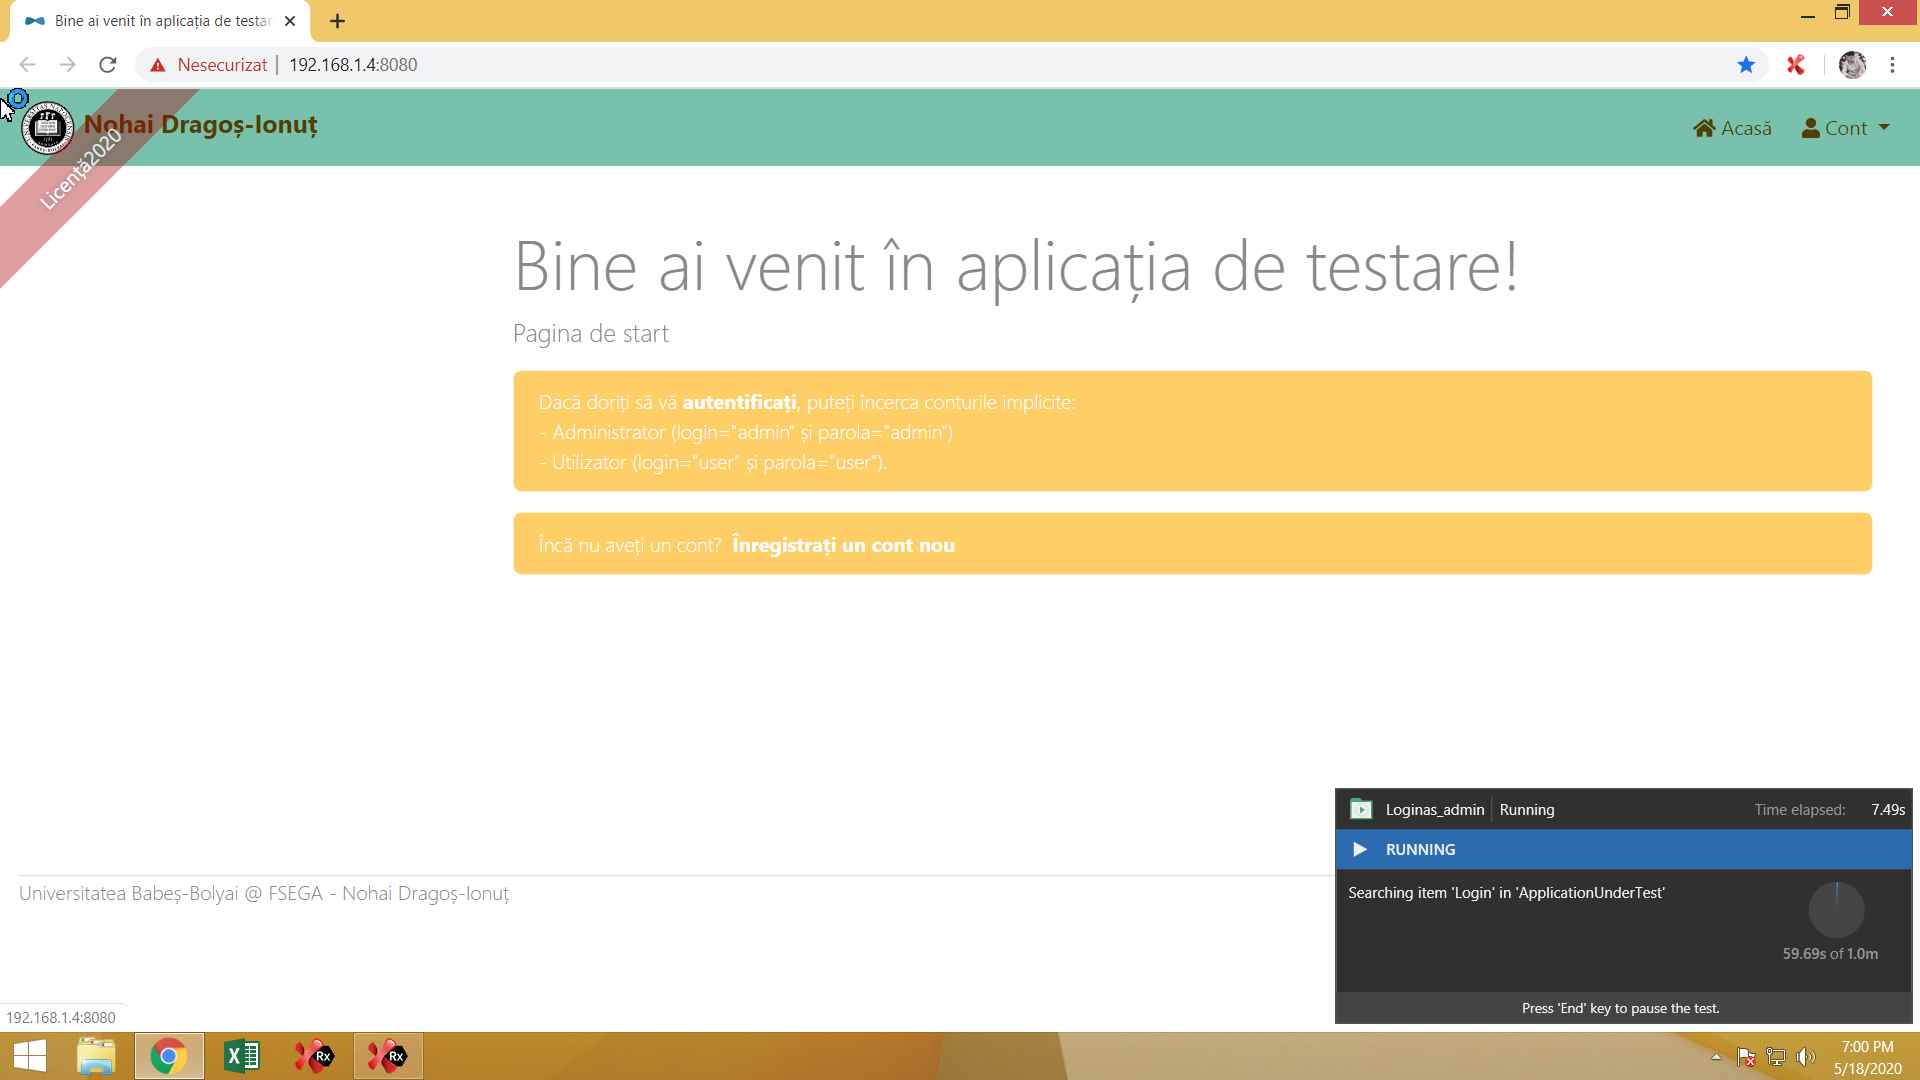 Bine ai venit în aplicația de testar
Nesecurizat
192.168.1.4:8080
Nohai Dragoș-Ionuț
Acasă
Cont
Licență2020
Bine ai venit în aplicația de testare!
Pagina de start
Dacă doriți să vă autentificați, puteți încerca conturile implicite:
- Administrator (login="admin" și parola="admin")
- Utilizator (login="user" și parola="user").
Încă nu aveți un cont? Înregistrați un cont nou
Loginas_admin
Running
Time elapsed: 7.49s
RUNNING
Searching item 'Login' in 'ApplicationUnderTest'
59.69s of 1.0m
Press 'End' key to pause the test.
Universitatea Babeș-Bolyai @ FSEGA - Nohai Dragoș-Ionuț
192.168.1.4:8080
Rx
Rx
7:00 PM
5/18/2020